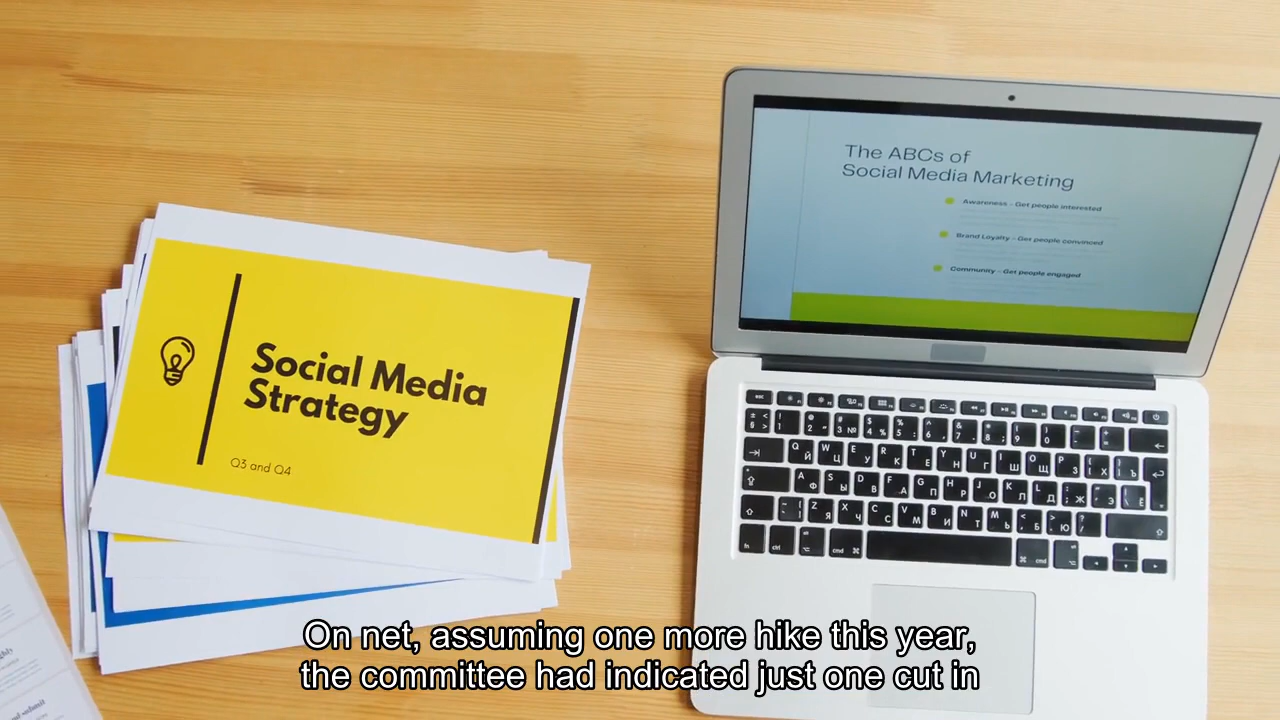 Social Media
Strategy
Q3 and Q4
The ABCs of
Social Media Marketing
Awareness - Get people interested
Brand Loyalty - Get people convinced
Community - Get people engaged
On net, assuming one more hike this year,
the committee had indicated just one cut in